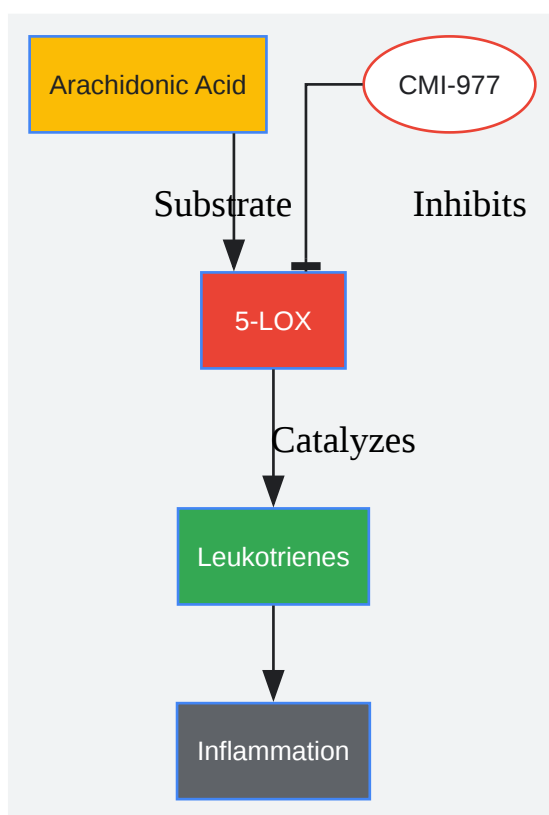 Arachidonic Acid
CMI-977
Substrate
Inhibits
5-LOX
Catalyzes
Leukotrienes
Inflammation